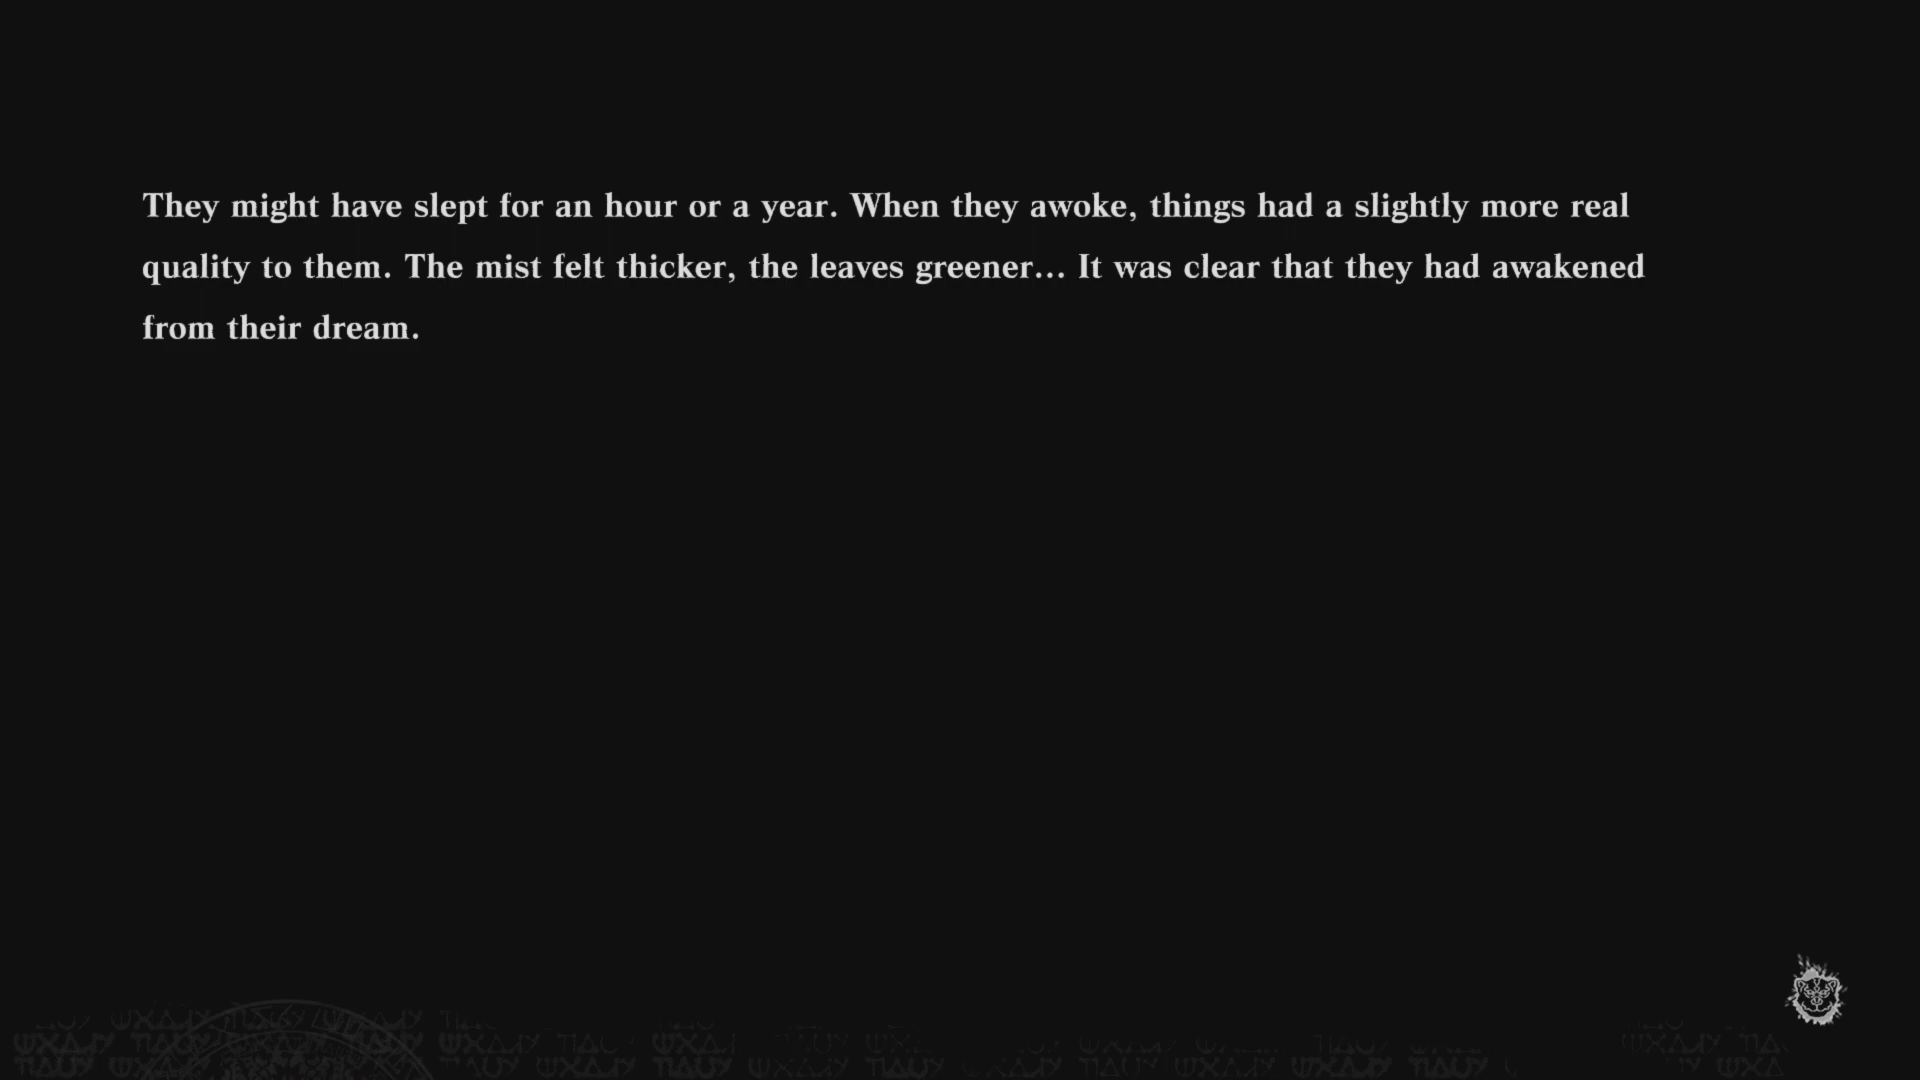 They might have slept for an hour or a year. When they awoke, things had a slightly more real
quality to them. The mist felt thicker, the leaves greener... It was clear that they had awakened
from their dream.